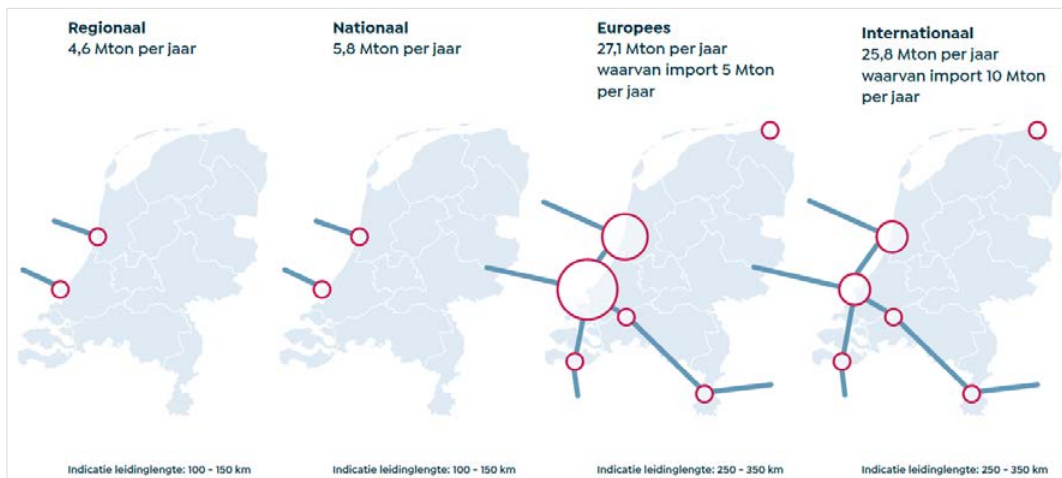 Regionaal
4,6 Mton per jaar
Nationaal
5,8 Mton per jaar
Europees
27,1 Mton per jaar
waarvan import 5 Mton
per jaar
Internationaal
25,8 Mton per jaar
waarvan import 10 Mton
per jaar
Indicatie leidinglengte: 100 - 150 km
Indicatie leidinglengte: 100 - 150 km
Indicatie leidinglengte: 250 - 350 km
Indicatie leidinglengte: 250 - 350 km